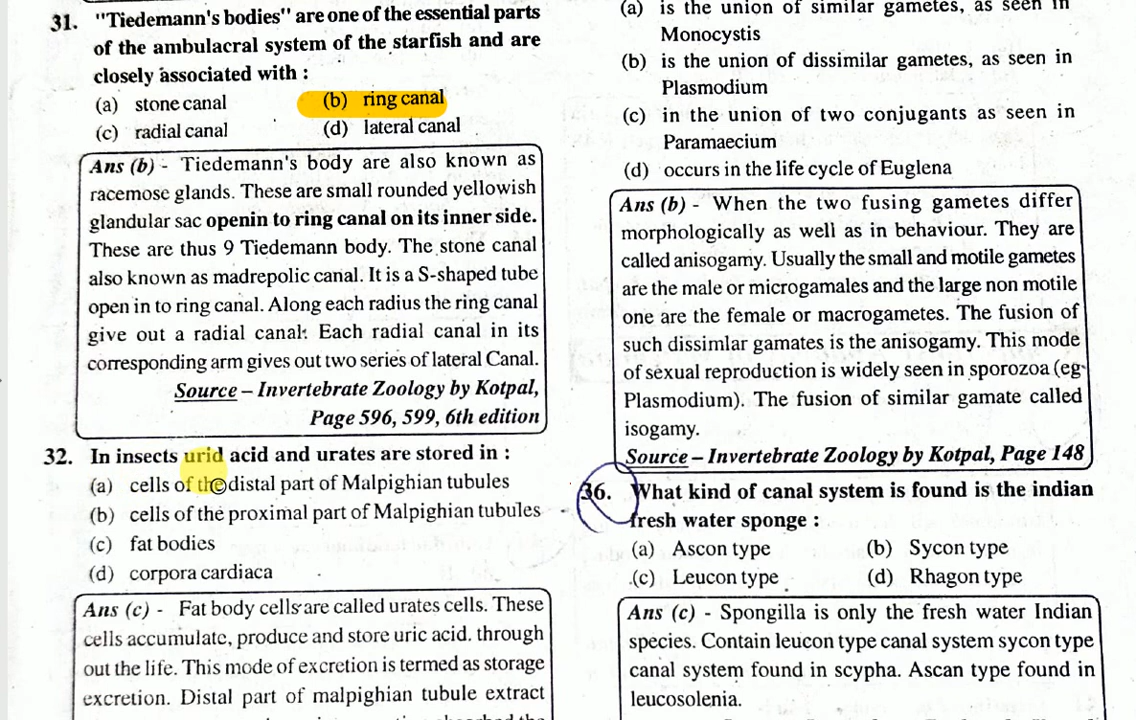 31. "Tiedemann's bodies" are one of the essential parts
of the ambulacral system of the starfish and are
closely associated with :
(a) stone canal (b) ring canal
(c) radial canal (d) lateral canal
Ans (b) - Tiedemann's body are also known as
racemose glands. These are small rounded yellowish
glandular sac openin to ring canal on its inner side.
These are thus 9 Tiedemann body. The stone canal
also known as madrepolic canal. It is a S-shaped tube
open in to ring canal. Along each radius the ring canal
give out a radial canal: Each radial canal in its
corresponding arm gives out two series of lateral Canal.
Source – Invertebrate Zoology by Kotpal,
Page 596, 599, 6th edition
32. In insects urid acid and urates are stored in :
(a) cells of the distal part of Malpighian tubules
(b) cells of the proximal part of Malpighian tubules
(c) fat bodies
(d) corpora cardiaca
Ans (c) - Fat body cells are called urates cells. These
cells accumulate, produce and store uric acid. through
out the life. This mode of excretion is termed as storage
excretion. Distal part of malpighian tubule extract
(a) is the union of similar gametes, as seen in
Monocystis
(b) is the union of dissimilar gametes, as seen in
Plasmodium
(c) in the union of two conjugants as seen in
Paramaecium
(d) occurs in the life cycle of Euglena
Ans (b) - When the two fusing gametes differ
morphologically as well as in behaviour. They are
called anisogamy. Usually the small and motile gametes
are the male or microgamales and the large non motile
one are the female or macrogametes. The fusion of
such dissimlar gamates is the anisogamy. This mode
of sexual reproduction is widely seen in sporozoa (eg-
Plasmodium). The fusion of similar gamate called
isogamy.
Source – Invertebrate Zoology by Kotpal, Page 148
36. What kind of canal system is found is the indian
fresh water sponge :
(a) Ascon type (b) Sycon type
(c) Leucon type (d) Rhagon type
Ans (c) - Spongilla is only the fresh water Indian
species. Contain leucon type canal system sycon type
canal system found in scypha. Ascan type found in
leucosolenia.